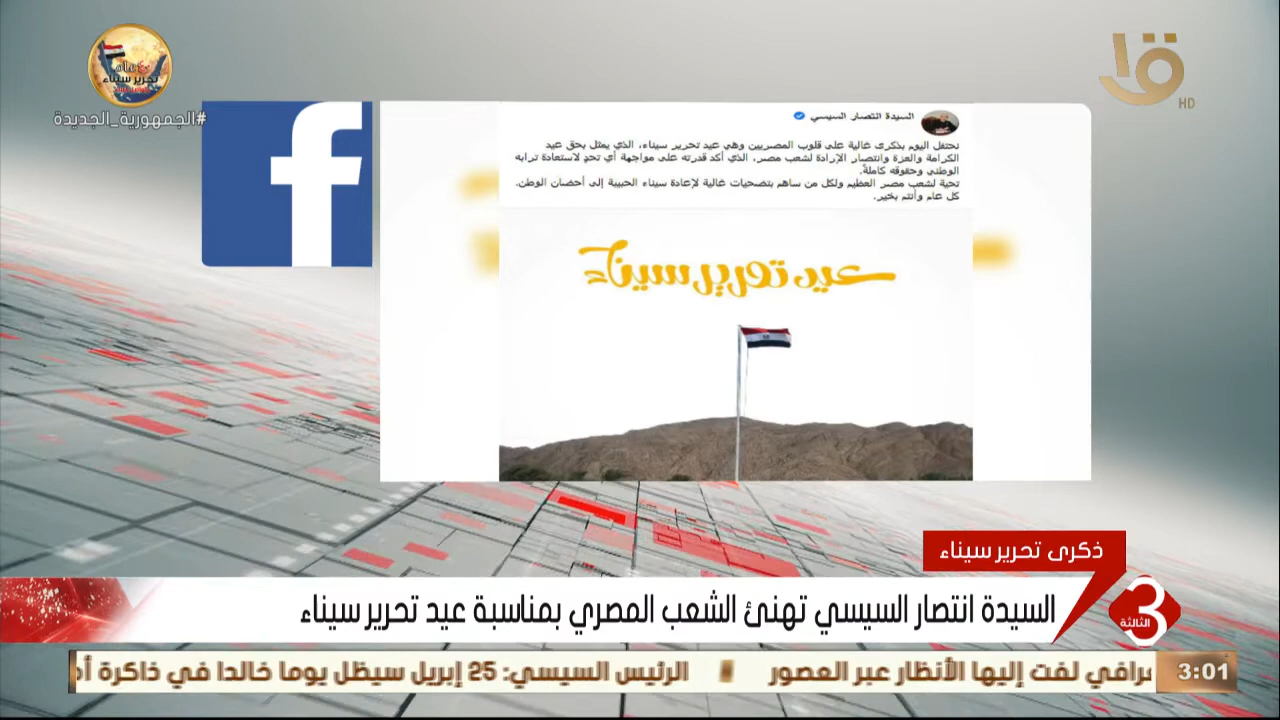 عام
تحرير سيناء
#الجمهورية_الجديدة
HD
السيدة انتصار السيسي
نحتفل اليوم بذكرى غالية على قلوب المصريين وهي عيد تحرير سيناء، الذي يمثل بحق عيد
الكرامة والعزة وانتصار الإرادة لشعب مصر، الذي أكد قدرته على مواجهة أي تحدٍ لاستعادة ترابه
الوطني وحقوقه كاملةً.
تحية لشعب مصر العظيم ولكل من ساهم بتضحيات غالية لإعادة سيناء الحبيبة إلى أحضان الوطن.
كل عام وأنتم بخير.
عيد تحرير سيناء
ذكرى تحرير سيناء
السيدة انتصار السيسي تهنئ الشعب المصري بمناسبة عيد تحرير سيناء
3
الثالثة
لفت إليها الأنظار عبر العصور
الرئيس السيسي: 25 إبريل سيظل يوما خالدا في ذاكرة
3:01